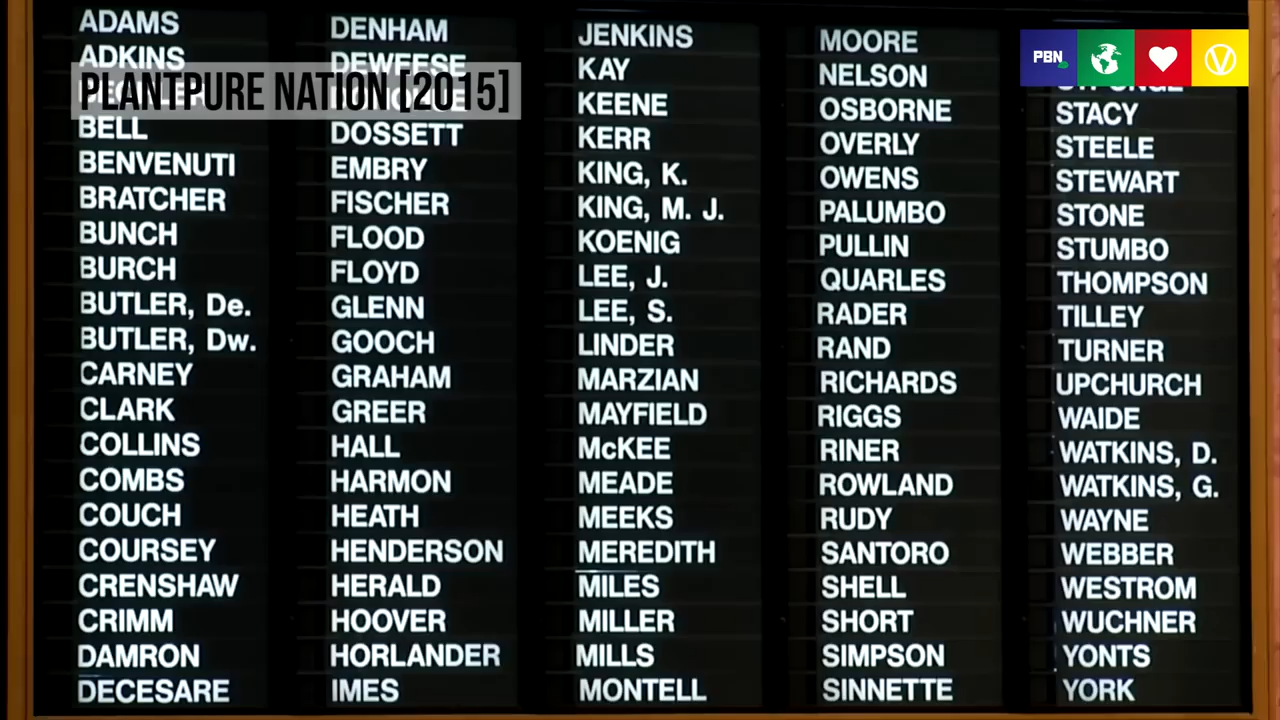 ADAMS
ADKINS
BELL
BENVENUTI
BRATCHER
BUNCH
BURCH
BUTLER, De.
BUTLER, Dw.
CARNEY
CLARK
COLLINS
COMBS
COUCH
COURSEY
CRENSHAW
CRIMM
DAMRON
DECESARE
DENHAM
DEWEESE
DOSSETT
EMBRY
FISCHER
FLOOD
FLOYD
GLENN
GOOCH
GRAHAM
GREER
HALL
HARMON
HEATH
HENDERSON
HERALD
HOOVER
HORLANDER
IMES
JENKINS
KAY
KEENE
KERR
KING, K.
KING, M. J.
KOENIG
LEE, J.
LEE, S.
LINDER
MARZIAN
MAYFIELD
McKEE
MEADE
MEEKS
MEREDITH
MILES
MILLER
MILLS
MONTELL
MOORE
NELSON
OSBORNE
OVERLY
OWENS
PALUMBO
PULLIN
QUARLES
RADER
RAND
RICHARDS
RIGGS
RINER
ROWLAND
RUDY
SANTORO
SHELL
SHORT
SIMPSON
SINNETTE
STACY
STEELE
STEWART
STONE
STUMBO
THOMPSON
TILLEY
TURNER
UPCHURCH
WAIDE
WATKINS, D.
WATKINS, G.
WAYNE
WEBBER
WESTROM
WUCHNER
YONTS
YORK
PLANTPURE NATION [2015]
PBN
V